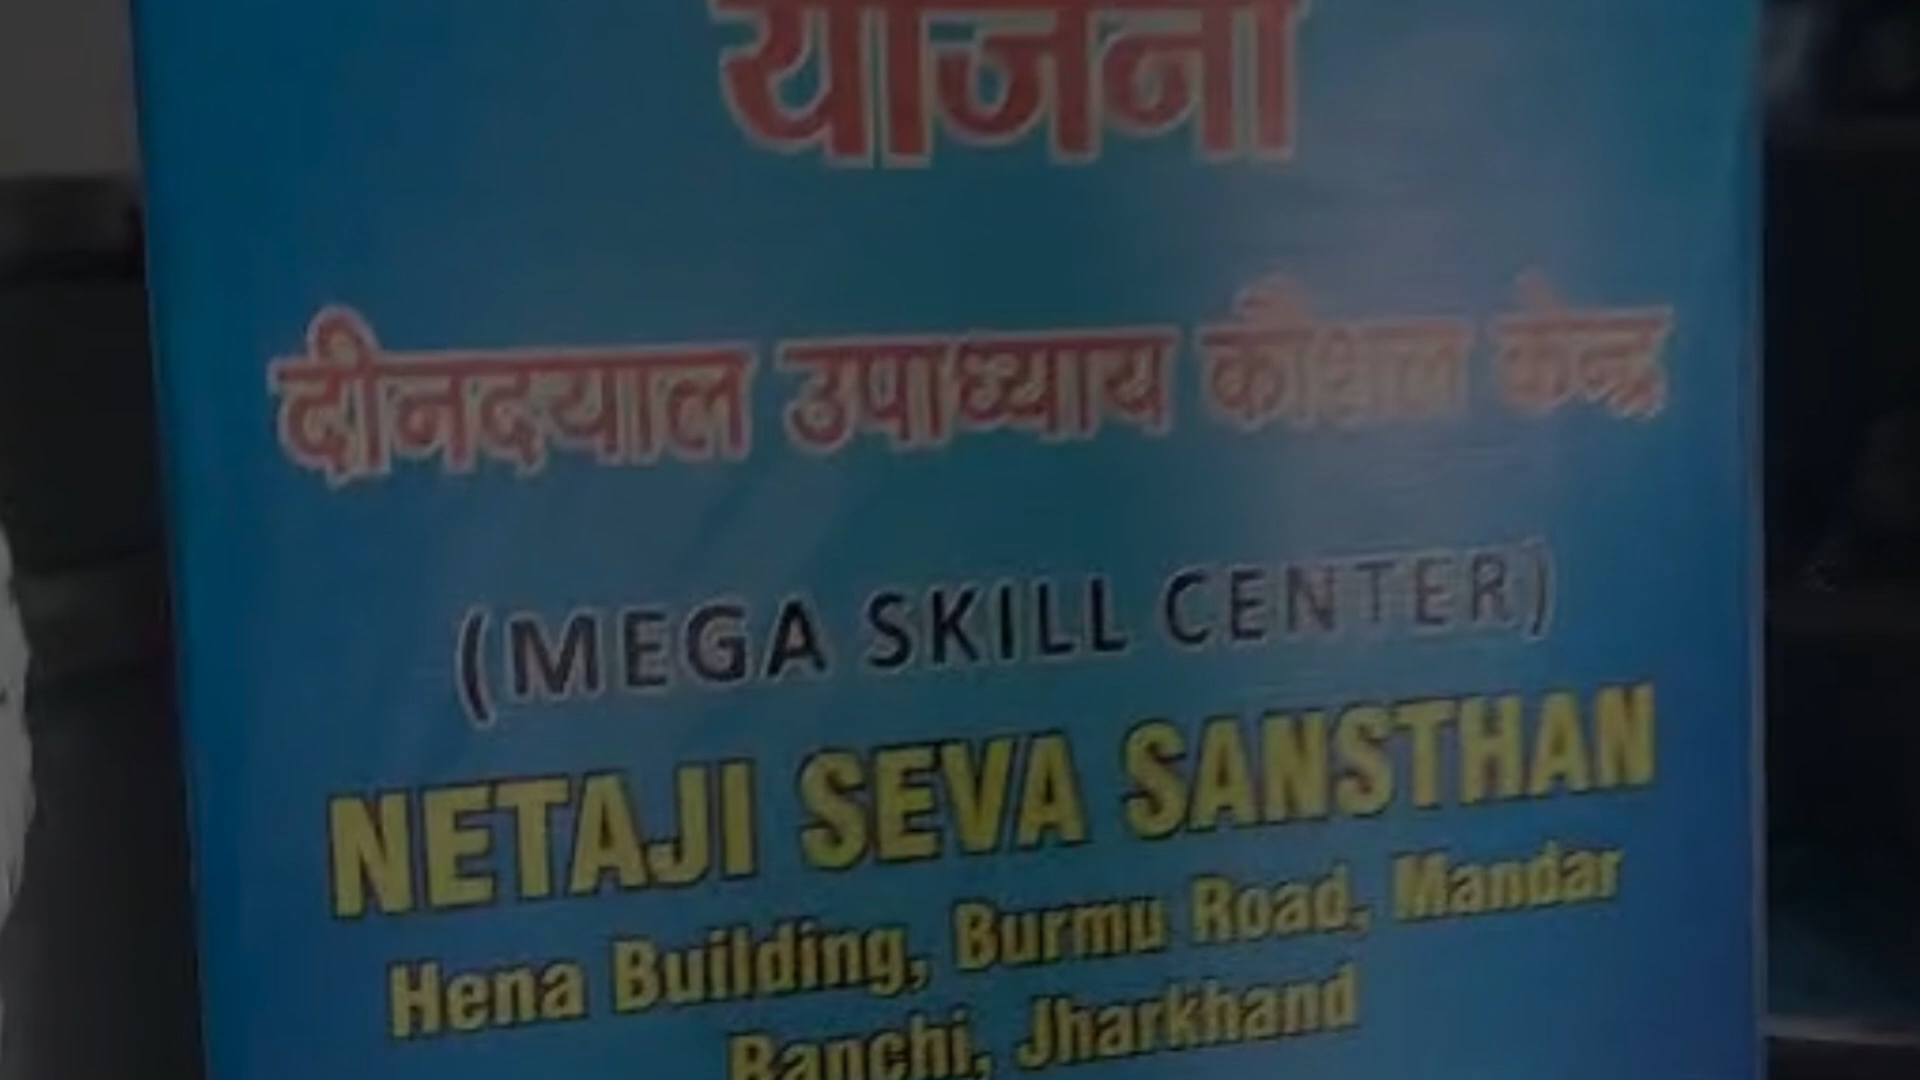 योजना
दीनदयाल उपाध्याय कौशल केन्द्र
(MEGA SKILL CENTER)
NETAJI SEVA SANSTHAN
Hena Building, Burmu Road, Mandar
Ranchi, Jharkhand